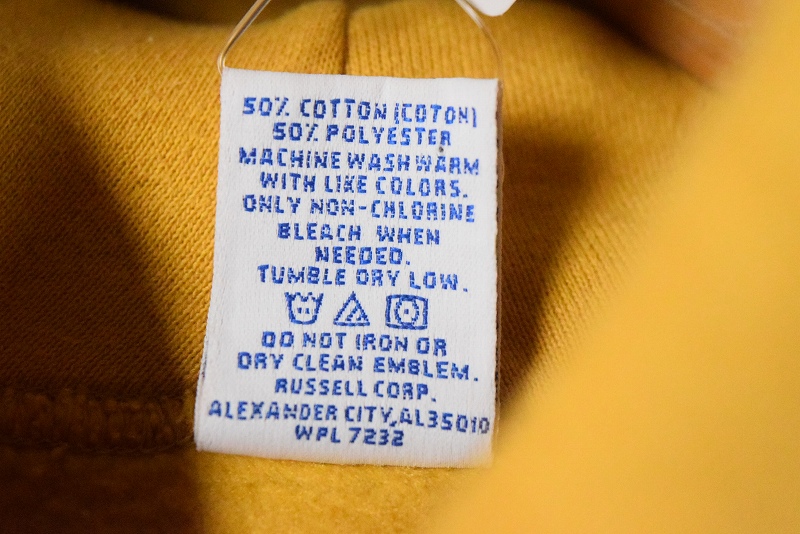 50% COTTON (COTON)
50% POLYESTER
MACHINE WASH WARM
WITH LIKE COLORS.
ONLY NON-CHLORINE
BLEACH WHEN
NEEDED.
TUMBLE DRY LOW.
DO NOT IRON OR
DRY CLEAN EMBLEM.
RUSSELL CORP.
ALEXANDER CITY,AL35010
WPL 7232